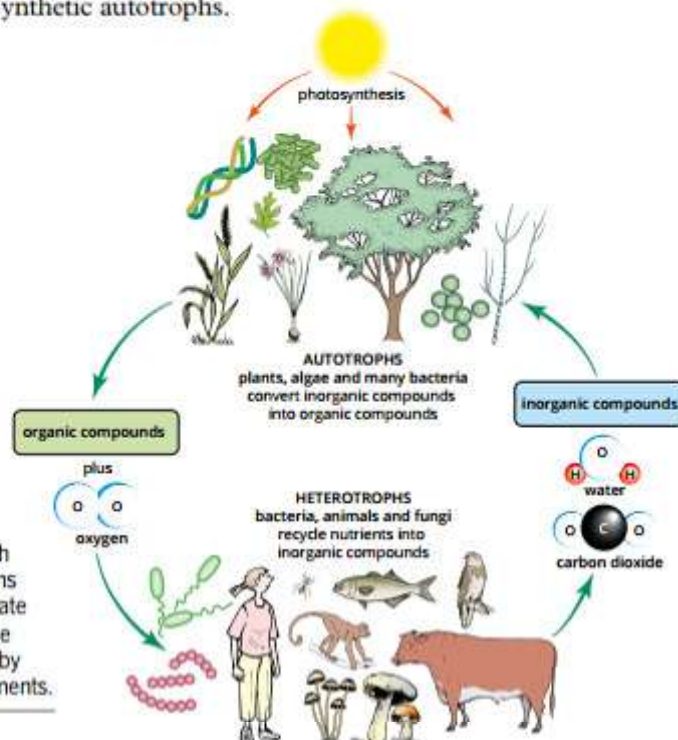 ynthetic autotrophs.
photosynthesis
AUTOTROPHS
plants, algae and many bacteria
convert inorganic compounds
into organic compounds
organic compounds
plus
O O
oxygen
inorganic compounds
O
H H
water
O C O
carbon dioxide
HETEROTROPHS
bacteria, animals and fungi
recycle nutrients into
inorganic compounds
h
ns
ate
e
by
nents.